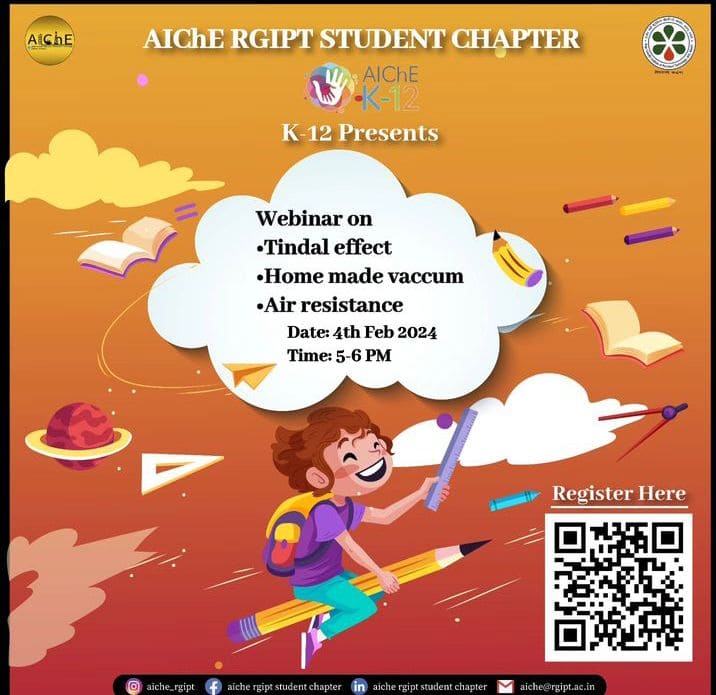 AIChE
AIChE RGIPT STUDENT CHAPTER
AIChE
K-12
K-12 Presents
Webinar on
•Tindal effect
•Home made vaccum
•Air resistance
Date: 4th Feb 2024
Time: 5-6 PM
Register Here
aiche_rgipt aiche rgipt student chapter aiche rgipt student chapter aiche@rgipt.ac.in